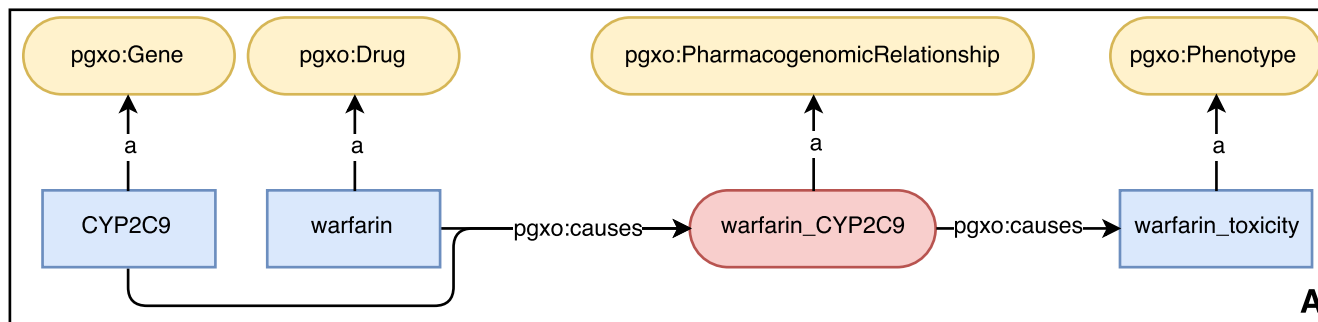 pgxo:Gene
pgxo:Drug
pgxo:PharmacogenomicRelationship
pgxo:Phenotype
a
a
a
a
CYP2C9
warfarin
pgxo:causes
warfarin_CYP2C9
pgxo:causes
warfarin_toxicity
A